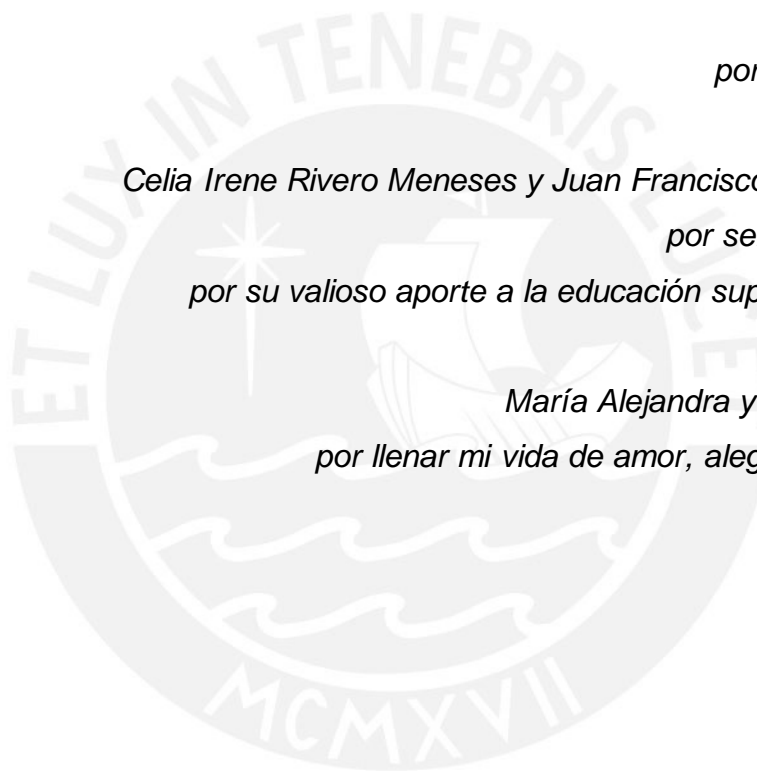 ET LUX IN TENEBRIS LUCE
por
Celia Irene Rivero Meneses y Juan Francisco
por se
por su valioso aporte a la educación sup
María Alejandra y
por llenar mi vida de amor, aleg
MCMXVII